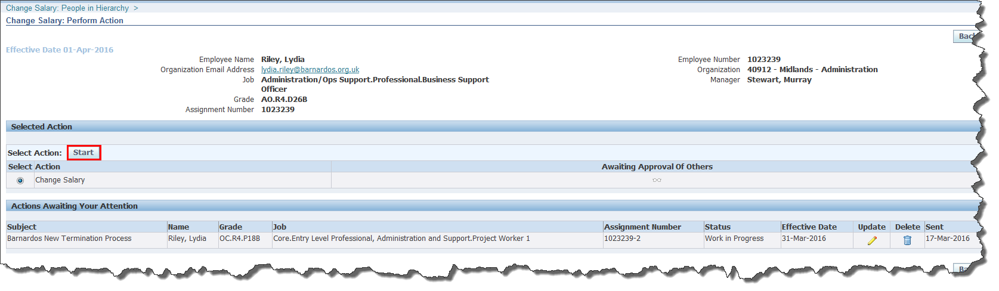 Change Salary: People in Hierarchy >
Change Salary: Perform Action
Effective Date 01-Apr-2016
Employee Name Riley, Lydia
Organization Email Address lydia.riley@barnardos.org.uk
Job Administration/Ops Support.Professional.Business Support
Officer
Grade AO.R4.D26B
Assignment Number 1023239
Employee Number 1023239
Organization 40912 - Midlands - Administration
Manager Stewart, Murray
Selected Action
Select Action: Start
Select Action Awaiting Approval Of Others
Change Salary
Actions Awaiting Your Attention
Subject Name Grade Job Assignment Number Status Effective Date Update Delete Sent
Barnardos New Termination Process Riley, Lydia OC.R4.P18B Core.Entry Level Professional, Administration and Support.Project Worker 1 1023239-2 Work in Progress 31-Mar-2016 17-Mar-2016